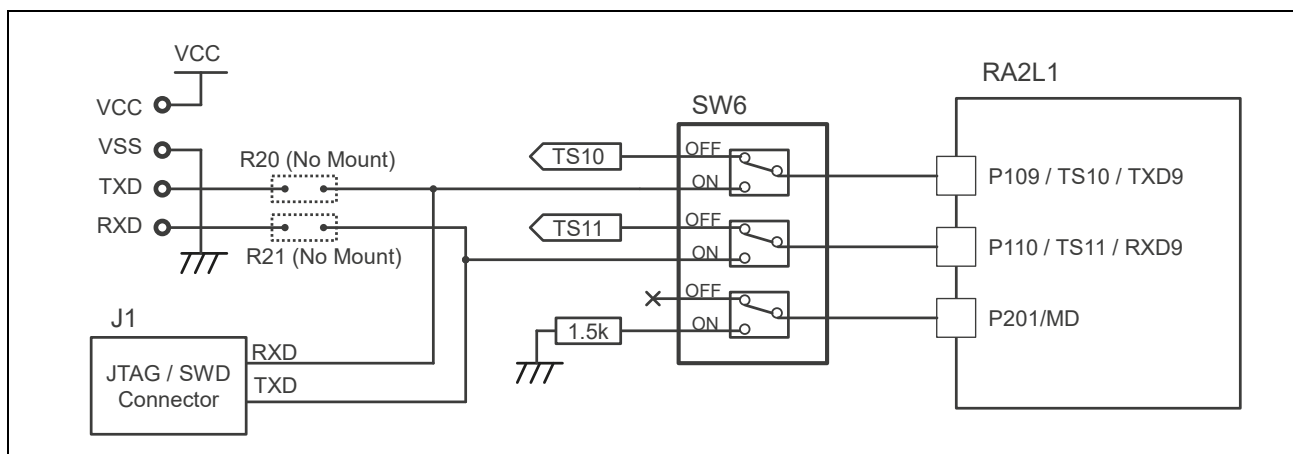 VCC
VCC
VSS
TXD
RXD
R20 (No Mount)
R21 (No Mount)
J1
JTAG / SWD
Connector
RXD
TXD
TS10
TS11
1.5k
SW6
OFF
ON
OFF
ON
OFF
ON
RA2L1
P109 / TS10 / TXD9
P110 / TS11 / RXD9
P201/MD